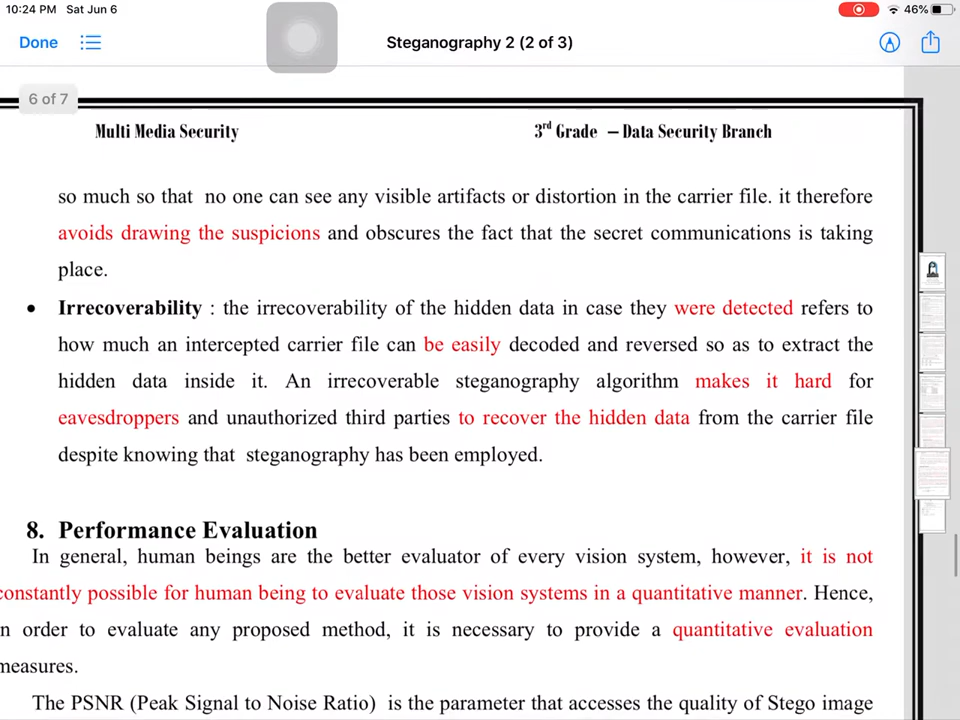 10:24 PM Sat Jun 6
46%
Done
Steganography 2 (2 of 3)
6 of 7
Multi Media Security
3rd Grade – Data Security Branch
so much so that no one can see any visible artifacts or distortion in the carrier file. it therefore
avoids drawing the suspicions and obscures the fact that the secret communications is taking
place.
• Irrecoverability : the irrecoverability of the hidden data in case they were detected refers to
how much an intercepted carrier file can be easily decoded and reversed so as to extract the
hidden data inside it. An irrecoverable steganography algorithm makes it hard for
eavesdroppers and unauthorized third parties to recover the hidden data from the carrier file
despite knowing that steganography has been employed.
8. Performance Evaluation
In general, human beings are the better evaluator of every vision system, however, it is not
constantly possible for human being to evaluate those vision systems in a quantitative manner. Hence,
n order to evaluate any proposed method, it is necessary to provide a quantitative evaluation
measures.
The PSNR (Peak Signal to Noise Ratio) is the parameter that accesses the quality of Stego image